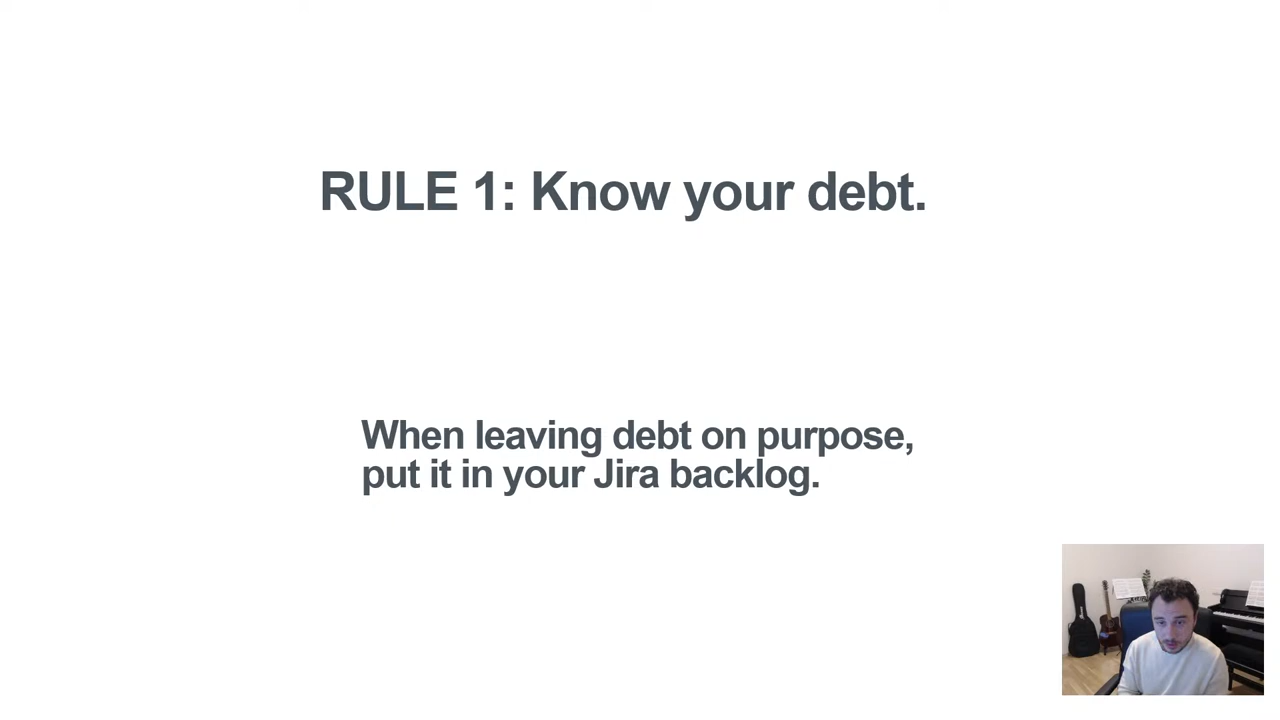 RULE 1: Know your debt.
When leaving debt on purpose,
put it in your Jira backlog.